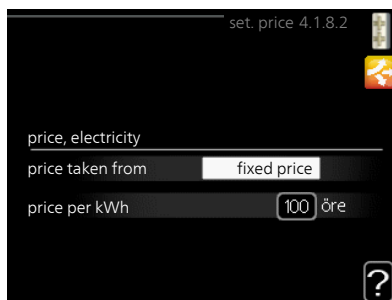 set. price 4.1.8.2
price, electricity
price taken from fixed price
price per kWh 100 öre
?